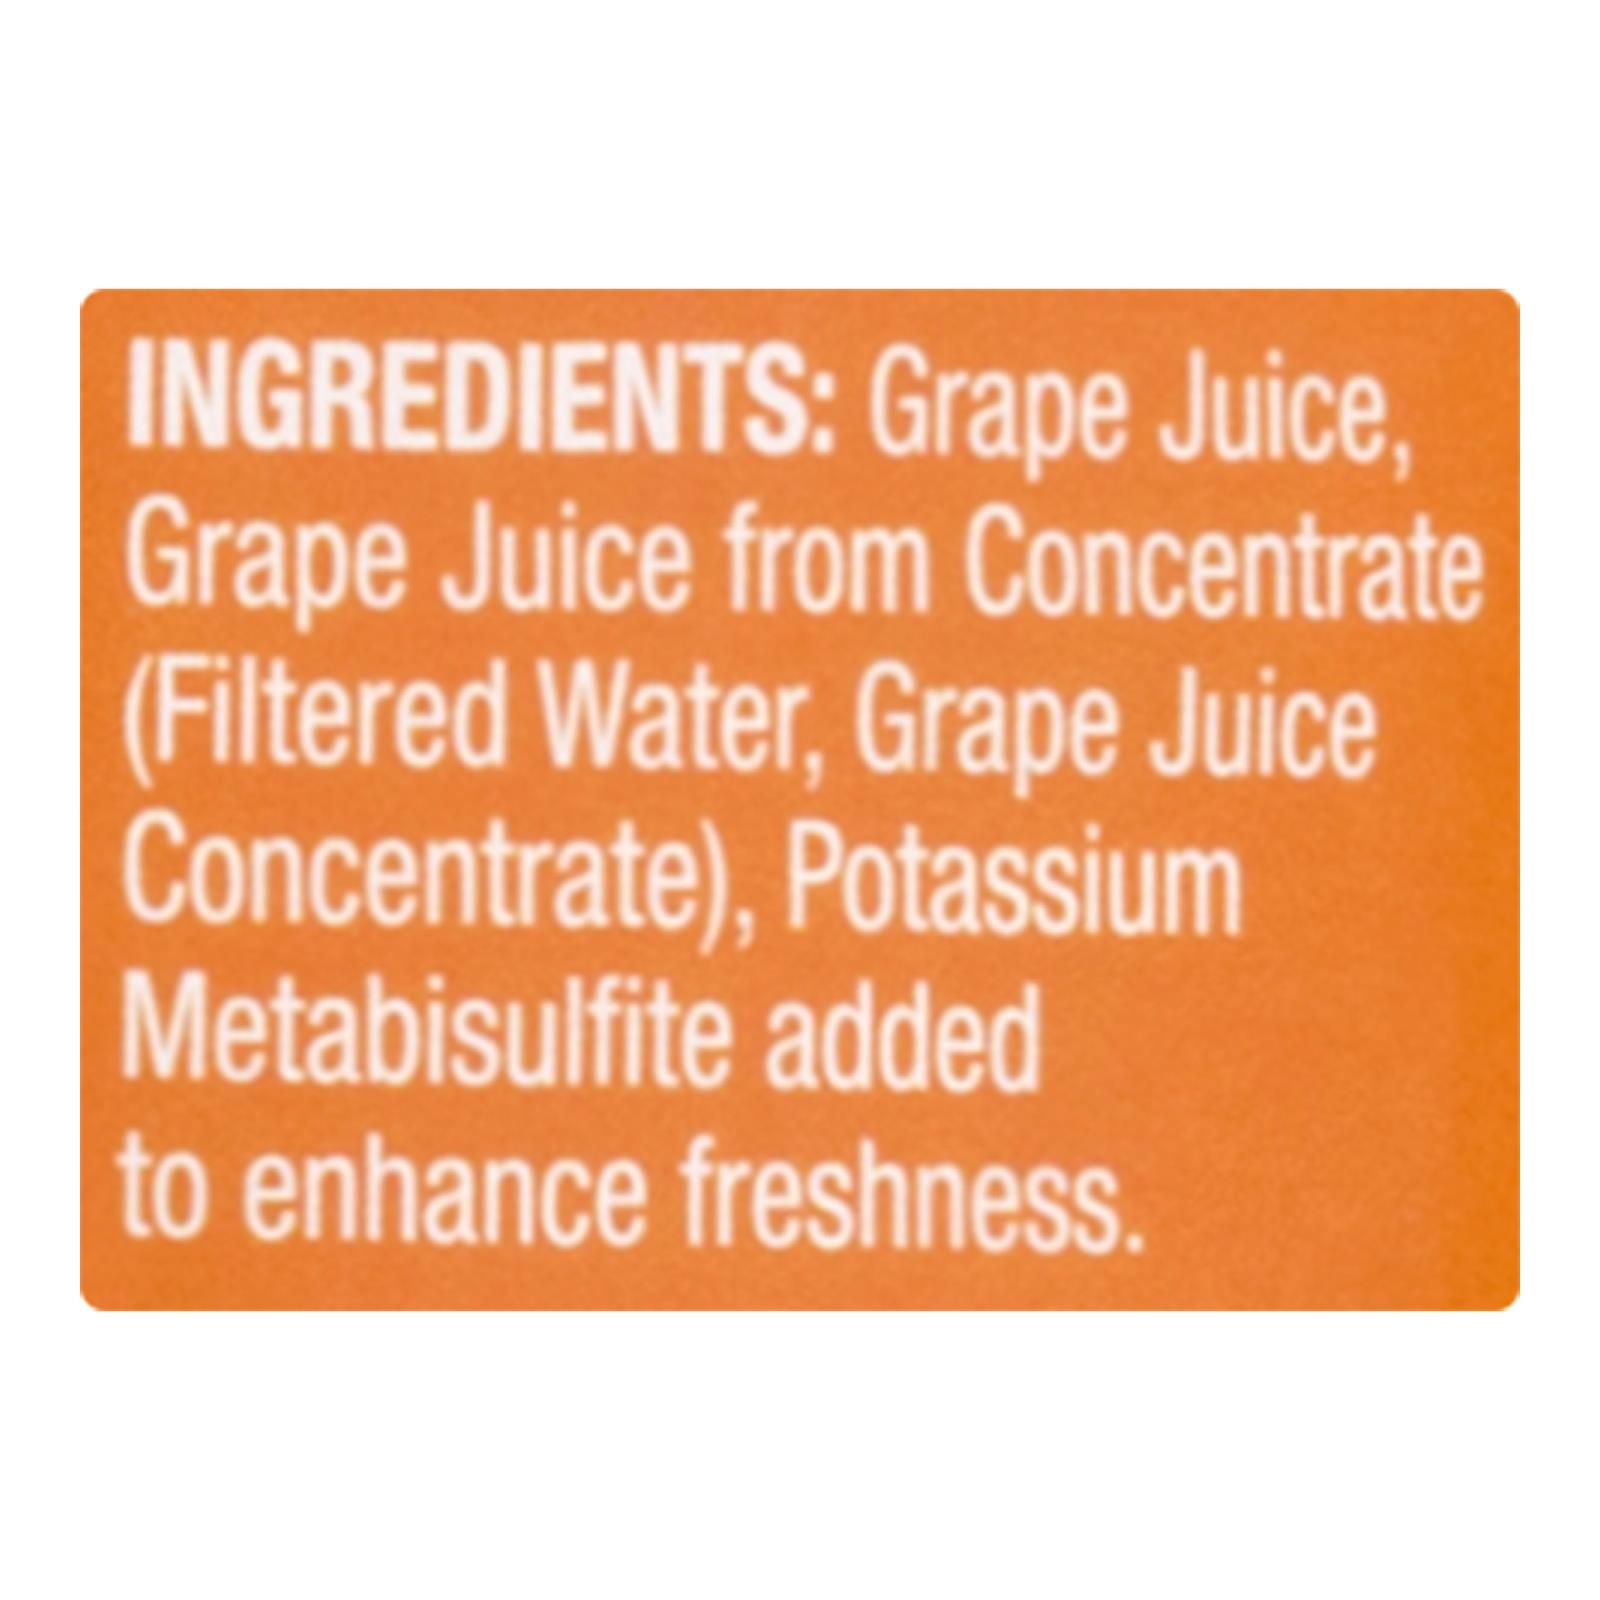 INGREDIENTS: Grape Juice,
Grape Juice from Concentrate
(Filtered Water, Grape Juice
Concentrate), Potassium
Metabisulfite added
to enhance freshness.